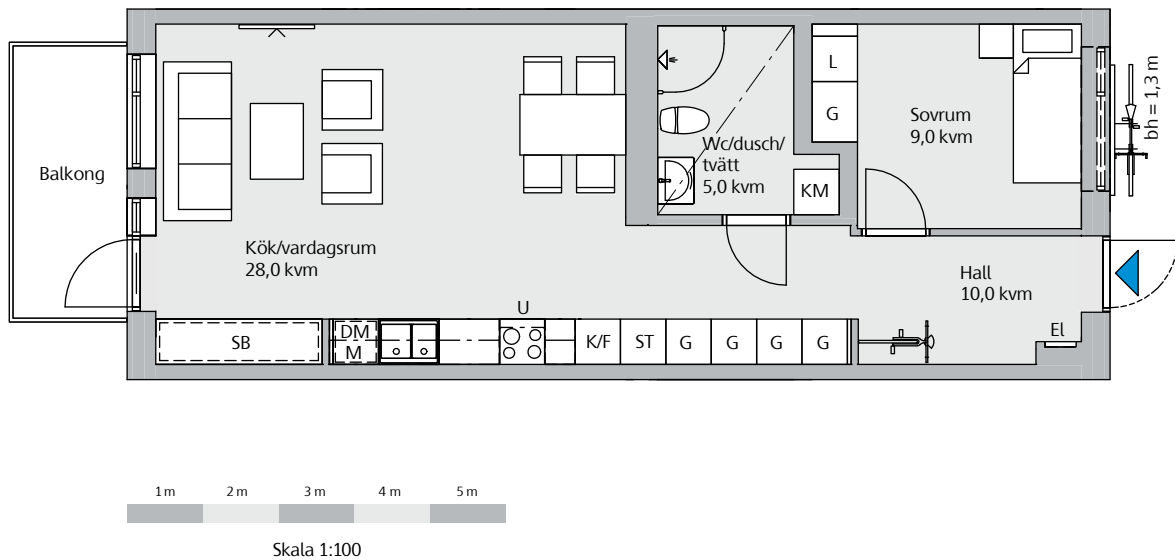 Balkong
Kök/vardagsrum
28,0 kvm
SB
DM
M
U
K/F
ST
G
G
G
G
Wc/dusch/
tvätt
5,0 kvm
KM
L
G
Sovrum
9,0 kvm
bh = 1,3 m
Hall
10,0 kvm
El
1 m
2 m
3 m
4 m
5 m
Skala 1:100